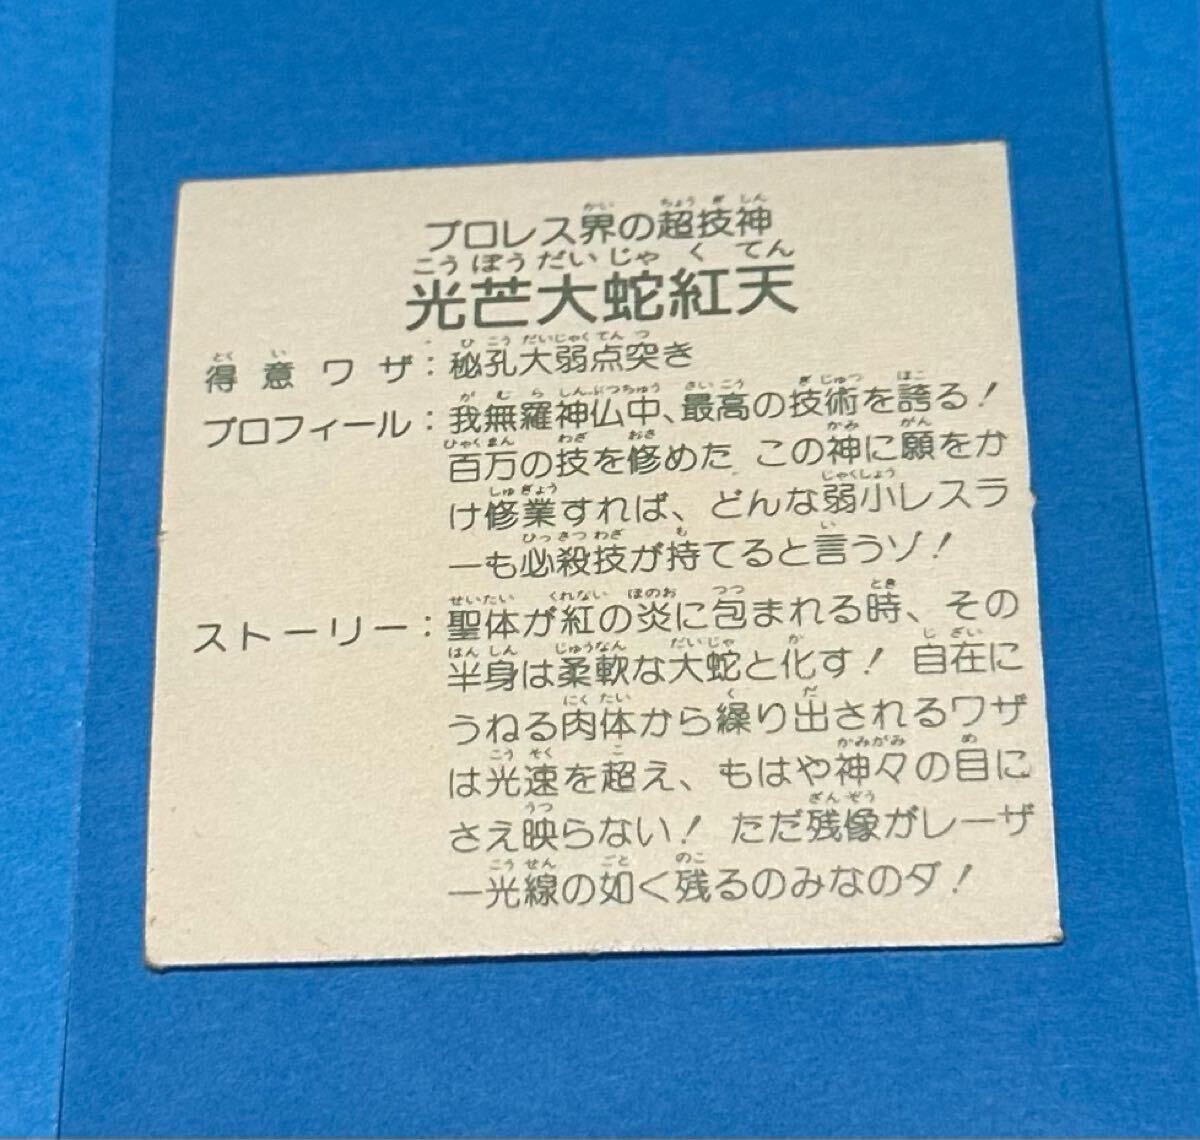 プロレス界の超技神
光芒大蛇紅天
得意ワザ：秘孔大弱点突き
プロフィール：我無羅神仏中、最高の技術を誇る！
百万の技を修めた この神に願をか
け修業すれば、どんな弱小レスラ
ーも必殺技が持てると言うゾ！
ストーリー：聖体が紅の炎に包まれる時、その
半身は柔軟な大蛇と化す！ 自在に
うねる肉体から繰り出されるワザ
は光速を超え、もはや神々の目に
さえ映らない！ ただ残像がレーザ
ー光線の如く残るのみなのダ！